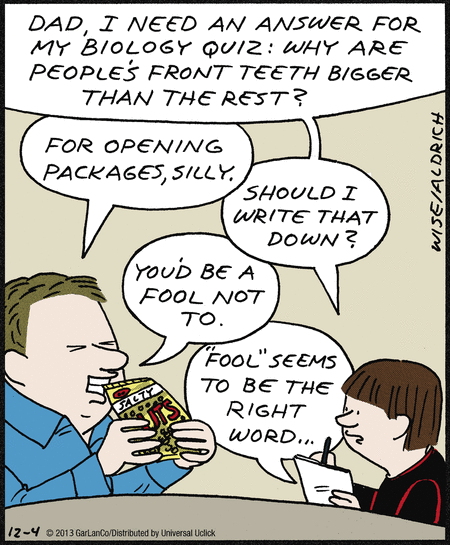 DAD, I NEED AN ANSWER FOR
MY BIOLOGY QUIZ: WHY ARE
PEOPLE'S FRONT TEETH BIGGER
THAN THE REST?
FOR OPENING
PACKAGES, SILLY.
SHOULD I
WRITE THAT
DOWN?
YOU'D BE A
FOOL NOT
TO.
"FOOL" SEEMS
TO BE THE
RIGHT
WORD...
SALTY
JTS
WISE/ALDRICH
12-4 © 2013 GarLanCo/Distributed by Universal Uclick